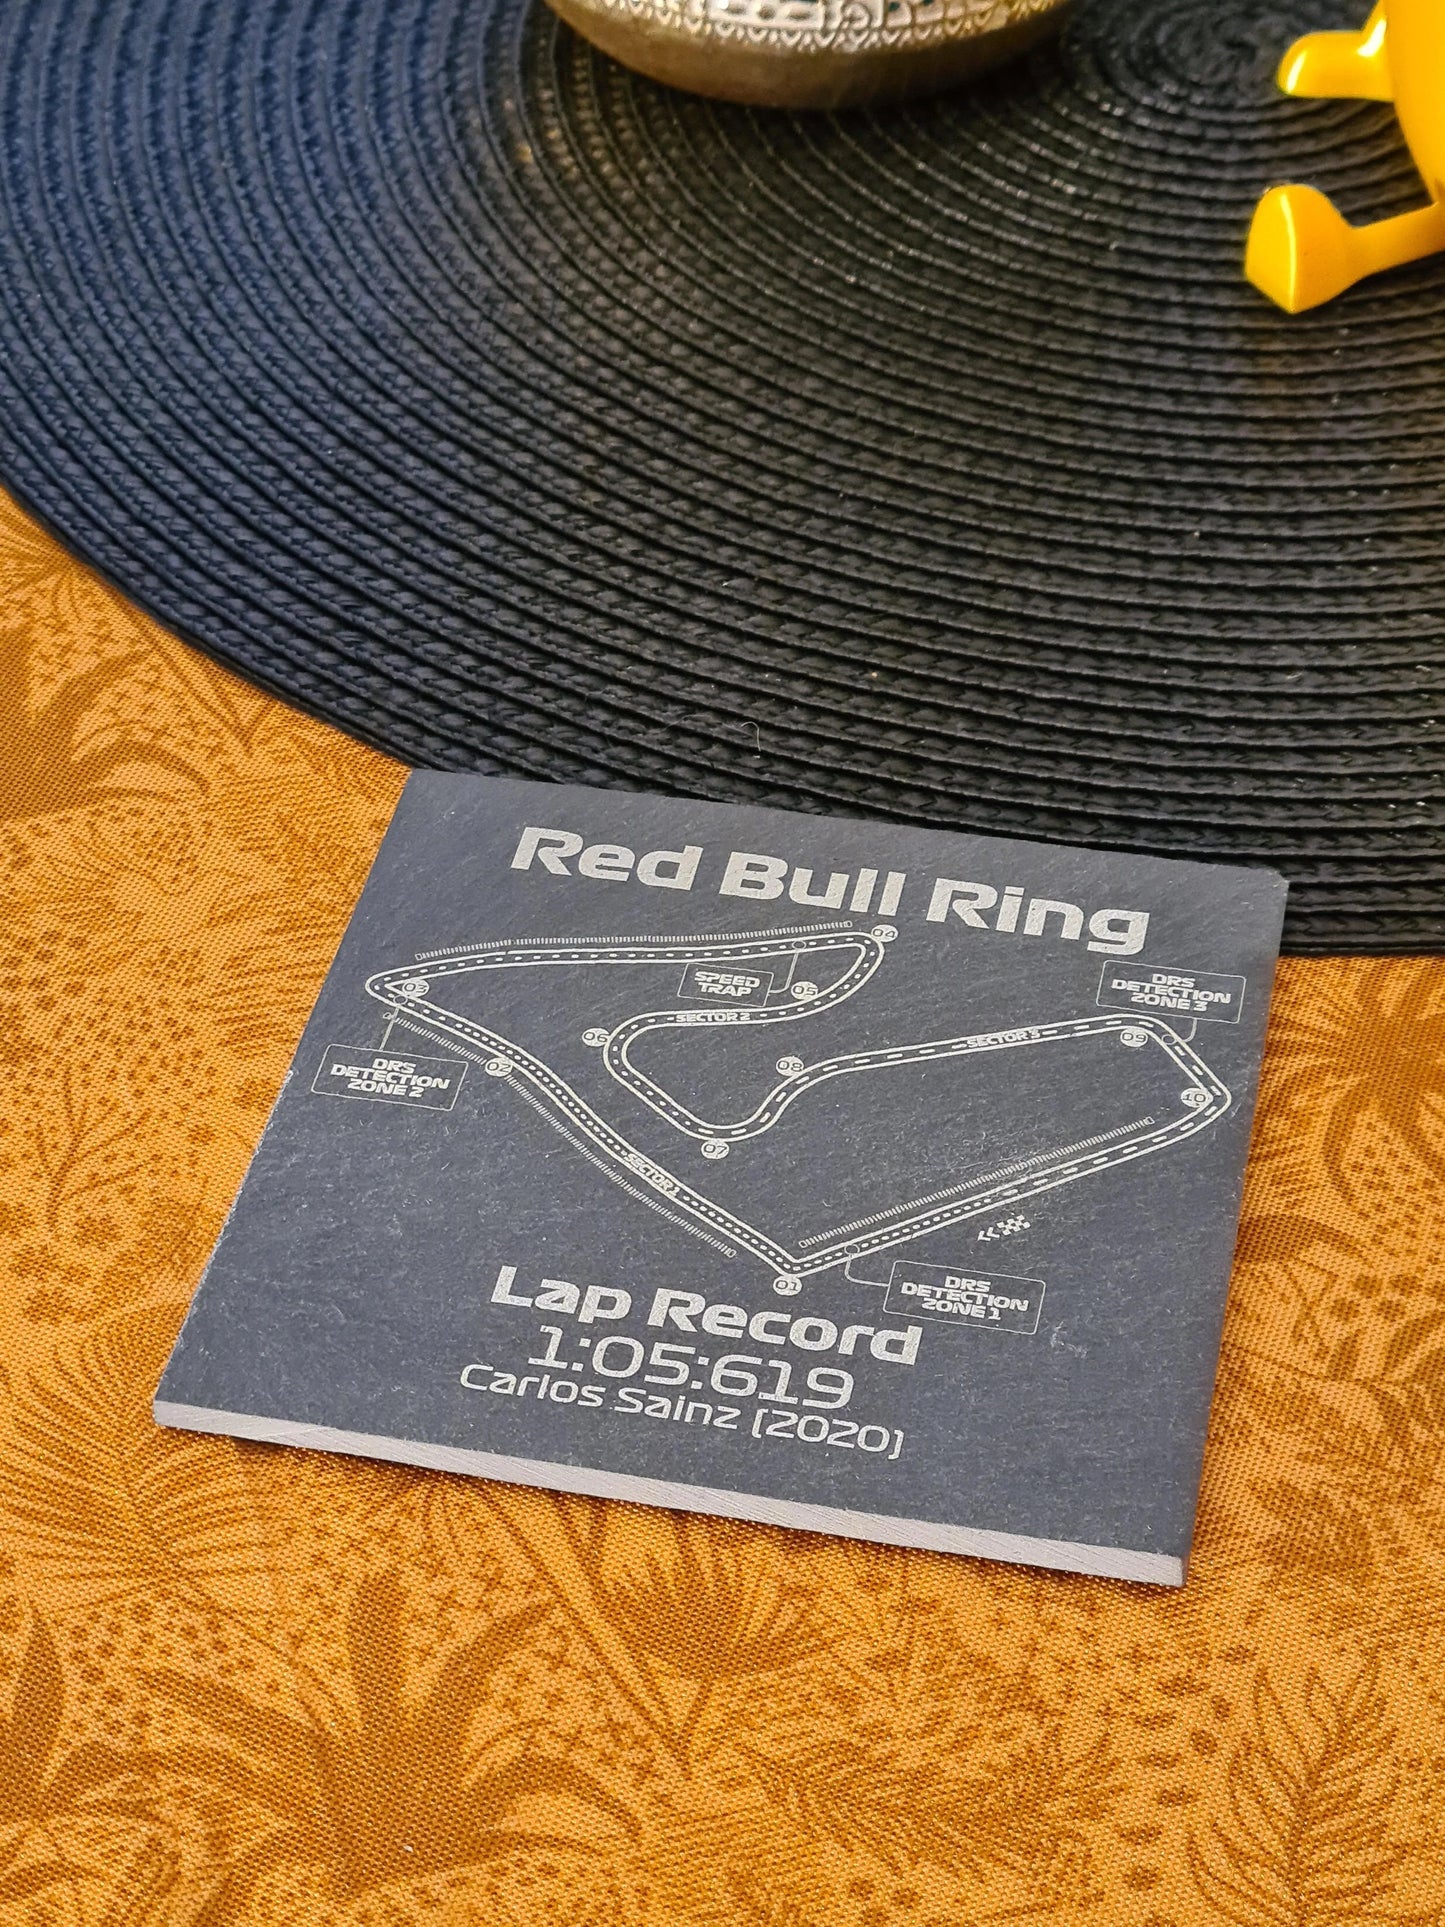 Red Bull Ring
04
SPEED
TRAP
DRS
DETECTION
ZONE 3
03
05
SECTOR 2
06
SECTOR 3
09
DRS
DETECTION
ZONE 2
02
08
10
07
SECTOR 1
01
DRS
DETECTION
ZONE 1
Lap Record
1:05:619
Carlos Sainz (2020)